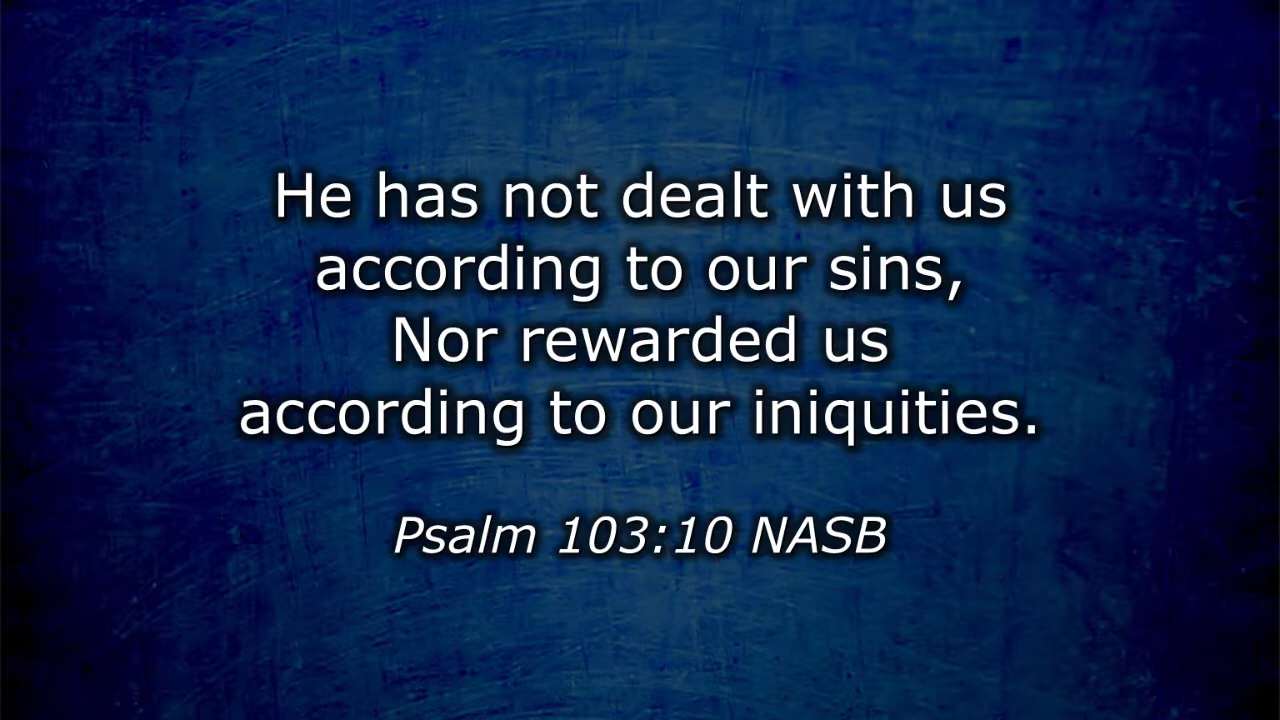 He has not dealt with us
according to our sins,
Nor rewarded us
according to our iniquities.
Psalm 103:10 NASB